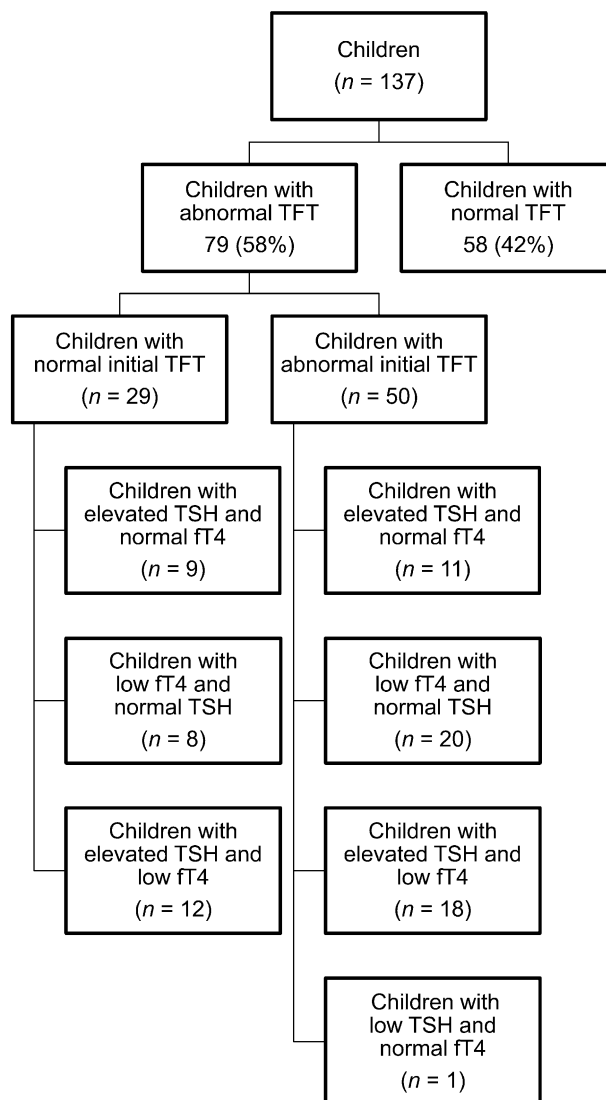 Children
(n = 137)
Children with
abnormal TFT
79 (58%)
Children with
normal TFT
58 (42%)
Children with
normal initial TFT
(n = 29)
Children with
abnormal initial TFT
(n = 50)
Children with
elevated TSH and
normal fT4
(n = 9)
Children with
elevated TSH and
normal fT4
(n = 11)
Children with
low fT4 and
normal TSH
(n = 8)
Children with
low fT4 and
normal TSH
(n = 20)
Children with
elevated TSH and
low fT4
(n = 12)
Children with
elevated TSH and
low fT4
(n = 18)
Children with
low TSH and
normal fT4
(n = 1)